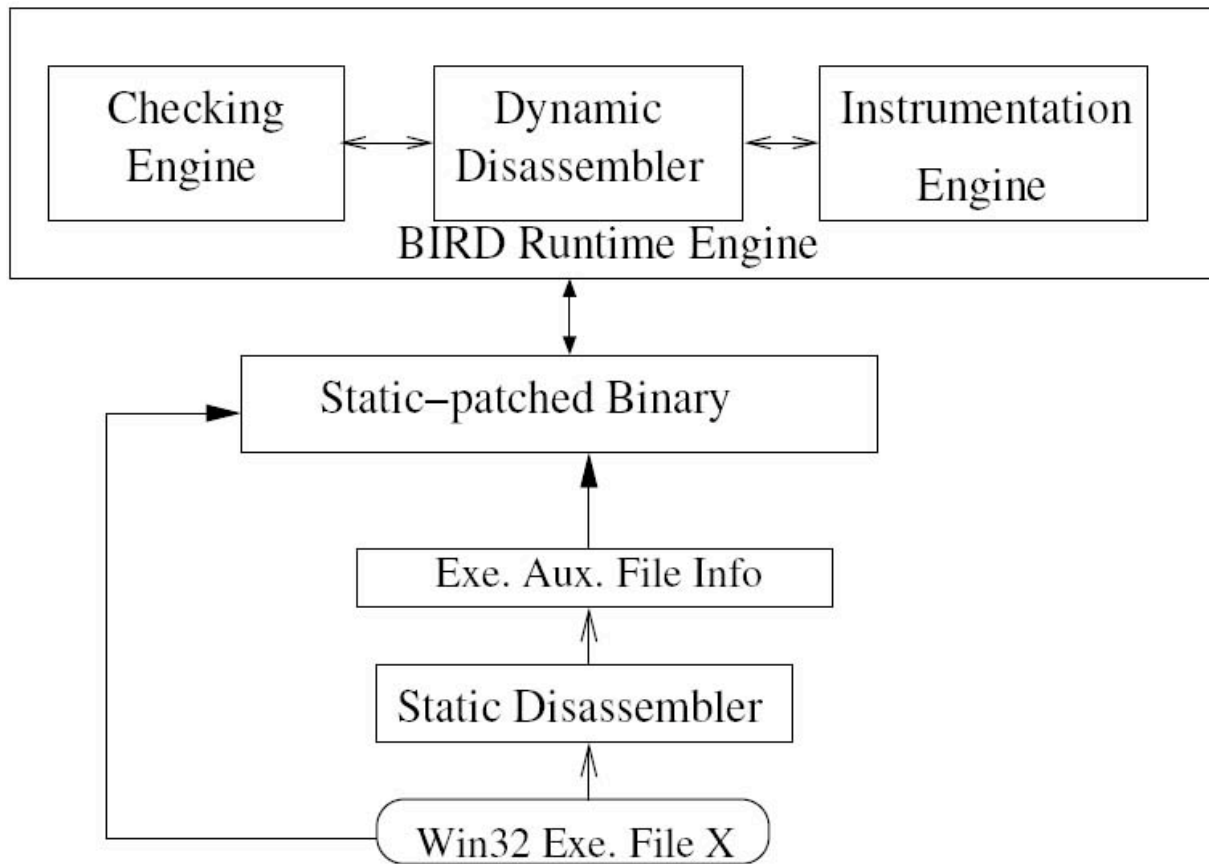 Checking
Engine
Dynamic
Disassembler
Instrumentation
Engine
BIRD Runtime Engine
Static-patched Binary
Exe. Aux. File Info
Static Disassembler
Win32 Exe. File X